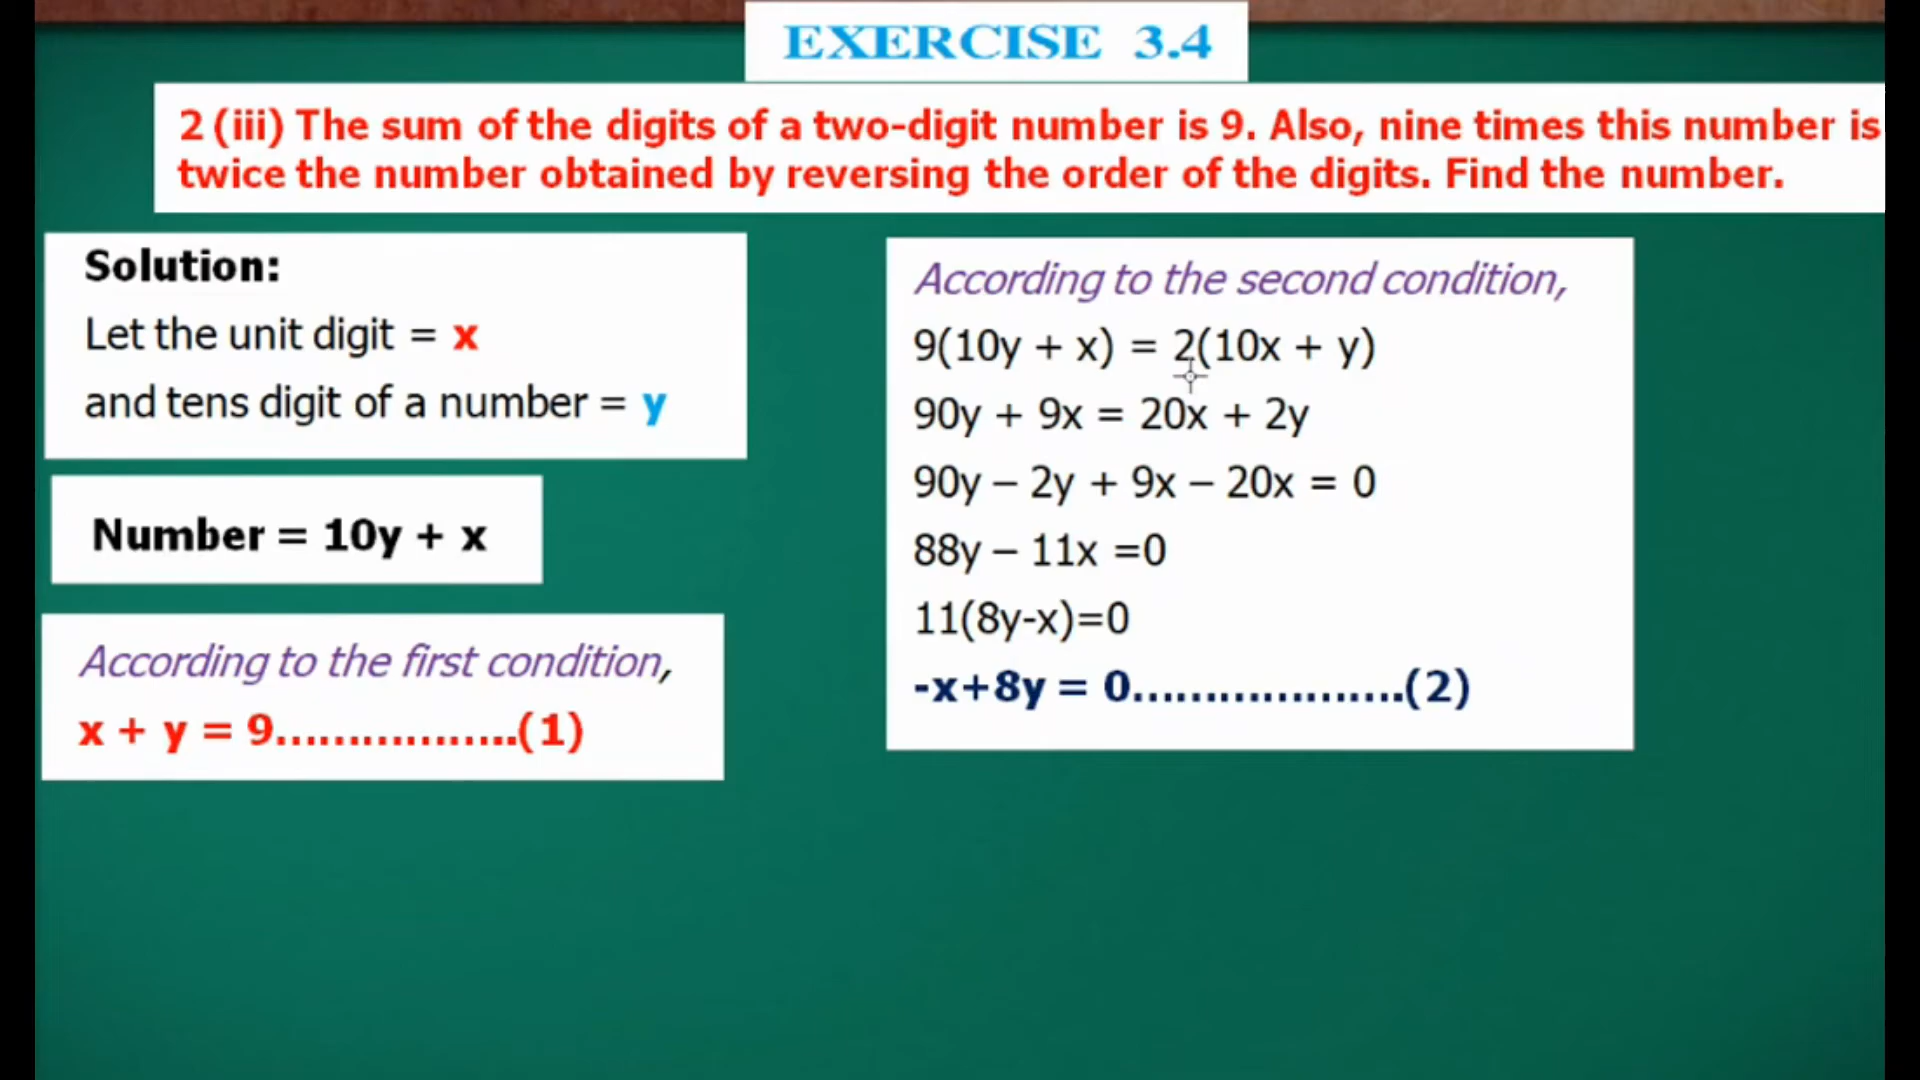 EXERCISE 3.4
2 (iii) The sum of the digits of a two-digit number is 9. Also, nine times this number is
twice the number obtained by reversing the order of the digits. Find the number.
Solution:
Let the unit digit = x
and tens digit of a number = y
Number = 10y + x
According to the first condition,
x + y = 9.................(1)
According to the second condition,
9(10y + x) = 2(10x + y)
90y + 9x = 20x + 2y
90y – 2y + 9x – 20x = 0
88y – 11x =0
11(8y-x)=0
-x+8y = 0...................(2)